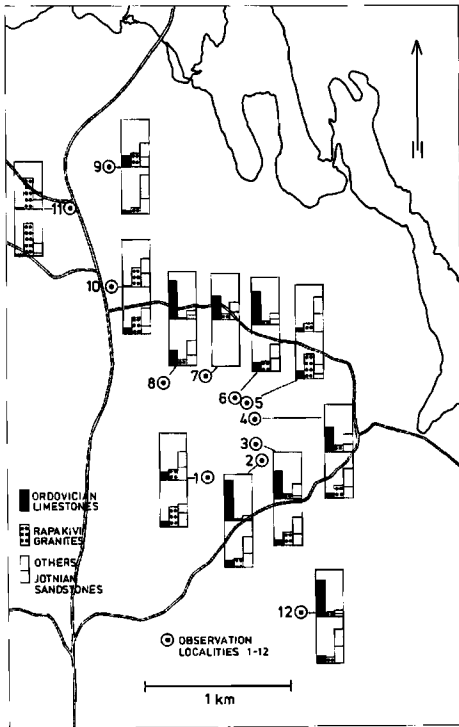 9
11
10
8
7
6
5
4
3
2
1
ORDOVICIAN
LIMESTONES
RAPAKIVI
GRANITES
OTHERS
JOTNIAN
SANDSTONES
12
OBSERVATION
LOCALITIES 1-12
1 km